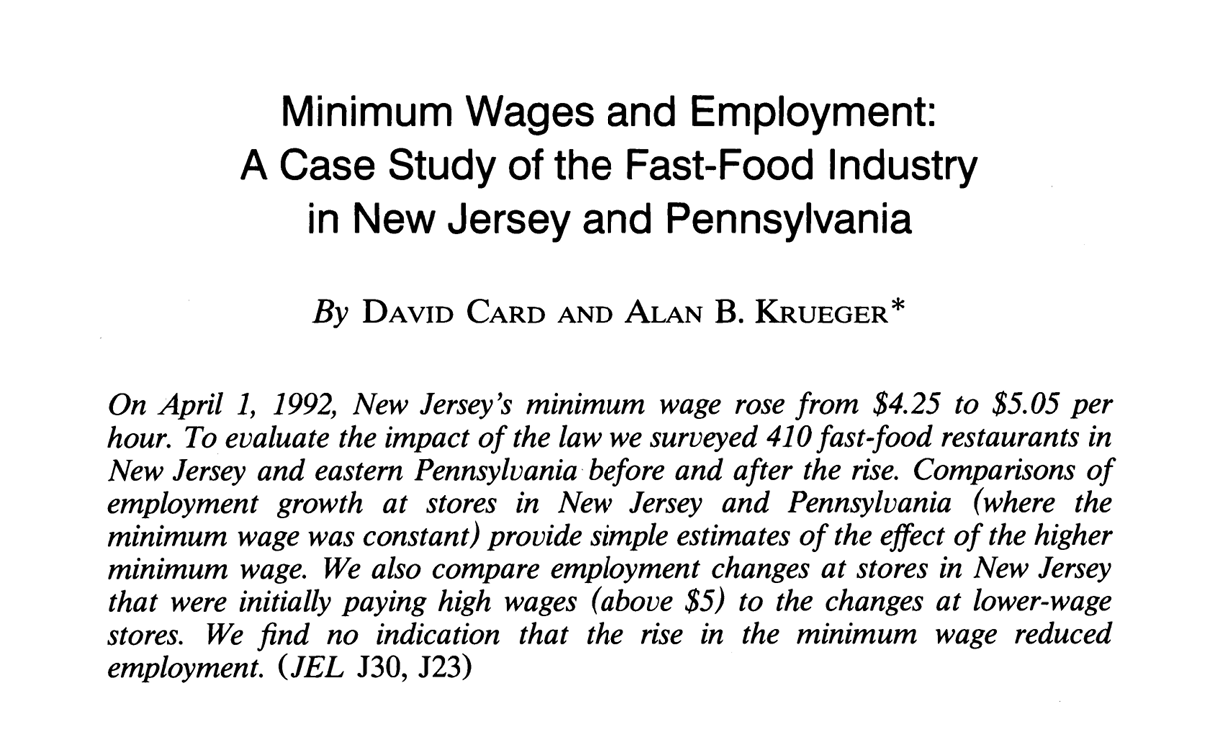 Minimum Wages and Employment:
A Case Study of the Fast-Food Industry
in New Jersey and Pennsylvania
By DAVID CARD AND ALAN B. KRUEGER*
On April 1, 1992, New Jersey's minimum wage rose from $4.25 to $5.05 per
hour. To evaluate the impact of the law we surveyed 410 fast-food restaurants in
New Jersey and eastern Pennsylvania before and after the rise. Comparisons of
employment growth at stores in New Jersey and Pennsylvania (where the
minimum wage was constant) provide simple estimates of the effect of the higher
minimum wage. We also compare employment changes at stores in New Jersey
that were initially paying high wages (above $5) to the changes at lower-wage
stores. We find no indication that the rise in the minimum wage reduced
employment. (JEL J30, J23)